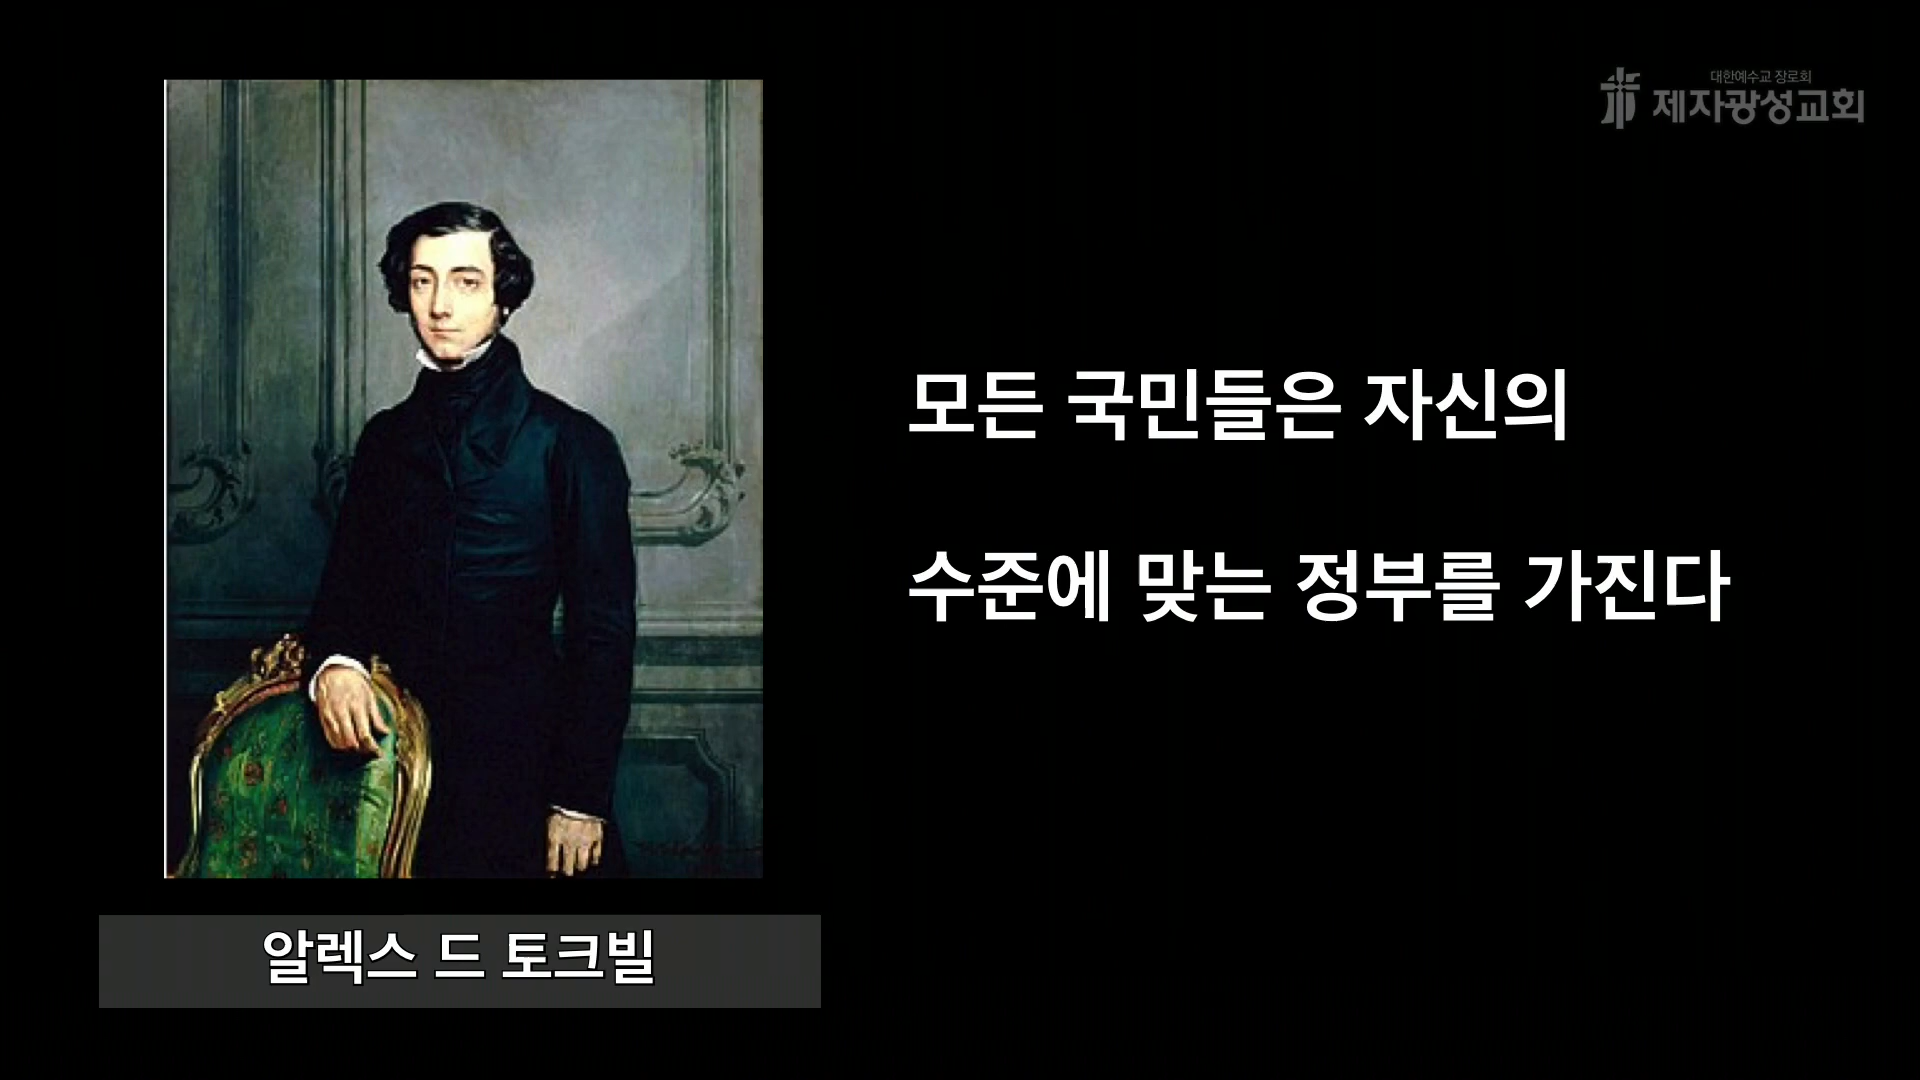 대한예수교 장로회
제자광성교회
모든 국민들은 자신의
수준에 맞는 정부를 가진다
알렉스 드 토크빌